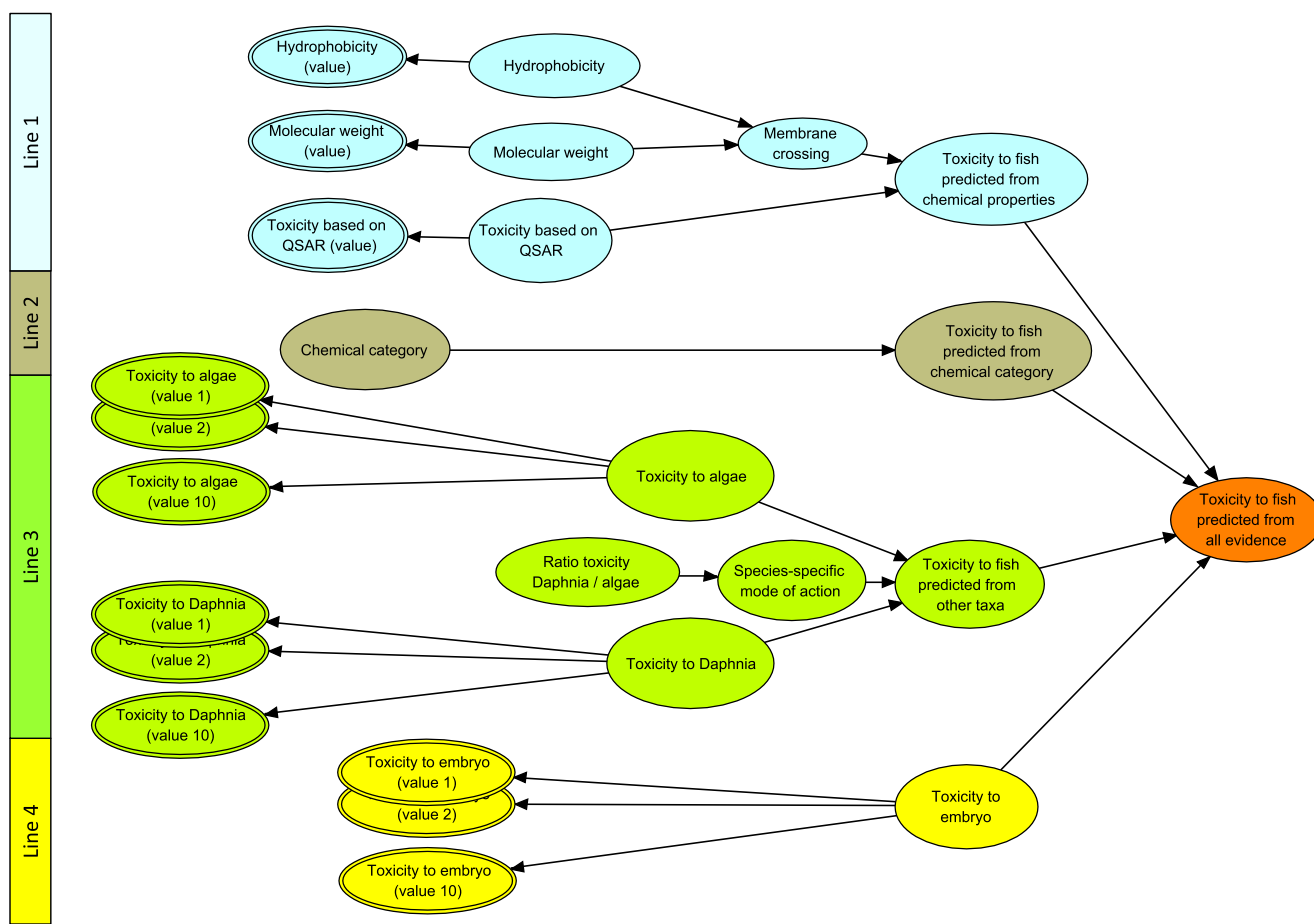 Line 1
Hydrophobicity
(value)
Hydrophobicity
Molecular weight
(value)
Molecular weight
Membrane
crossing
Toxicity to fish
predicted from
chemical properties
Toxicity based on
QSAR (value)
Toxicity based on
QSAR
Line 2
Chemical category
Toxicity to fish
predicted from
chemical category
Line 3
Toxicity to algae
(value 1)
(value 2)
Toxicity to algae
(value 10)
Toxicity to algae
Ratio toxicity
Daphnia / algae
Species-specific
mode of action
Toxicity to fish
predicted from
other taxa
Toxicity to fish
predicted from
all evidence
Toxicity to Daphnia
(value 1)
(value 2)
Toxicity to Daphnia
(value 10)
Toxicity to Daphnia
Line 4
Toxicity to embryo
(value 1)
(value 2)
Toxicity to embryo
(value 10)
Toxicity to
embryo